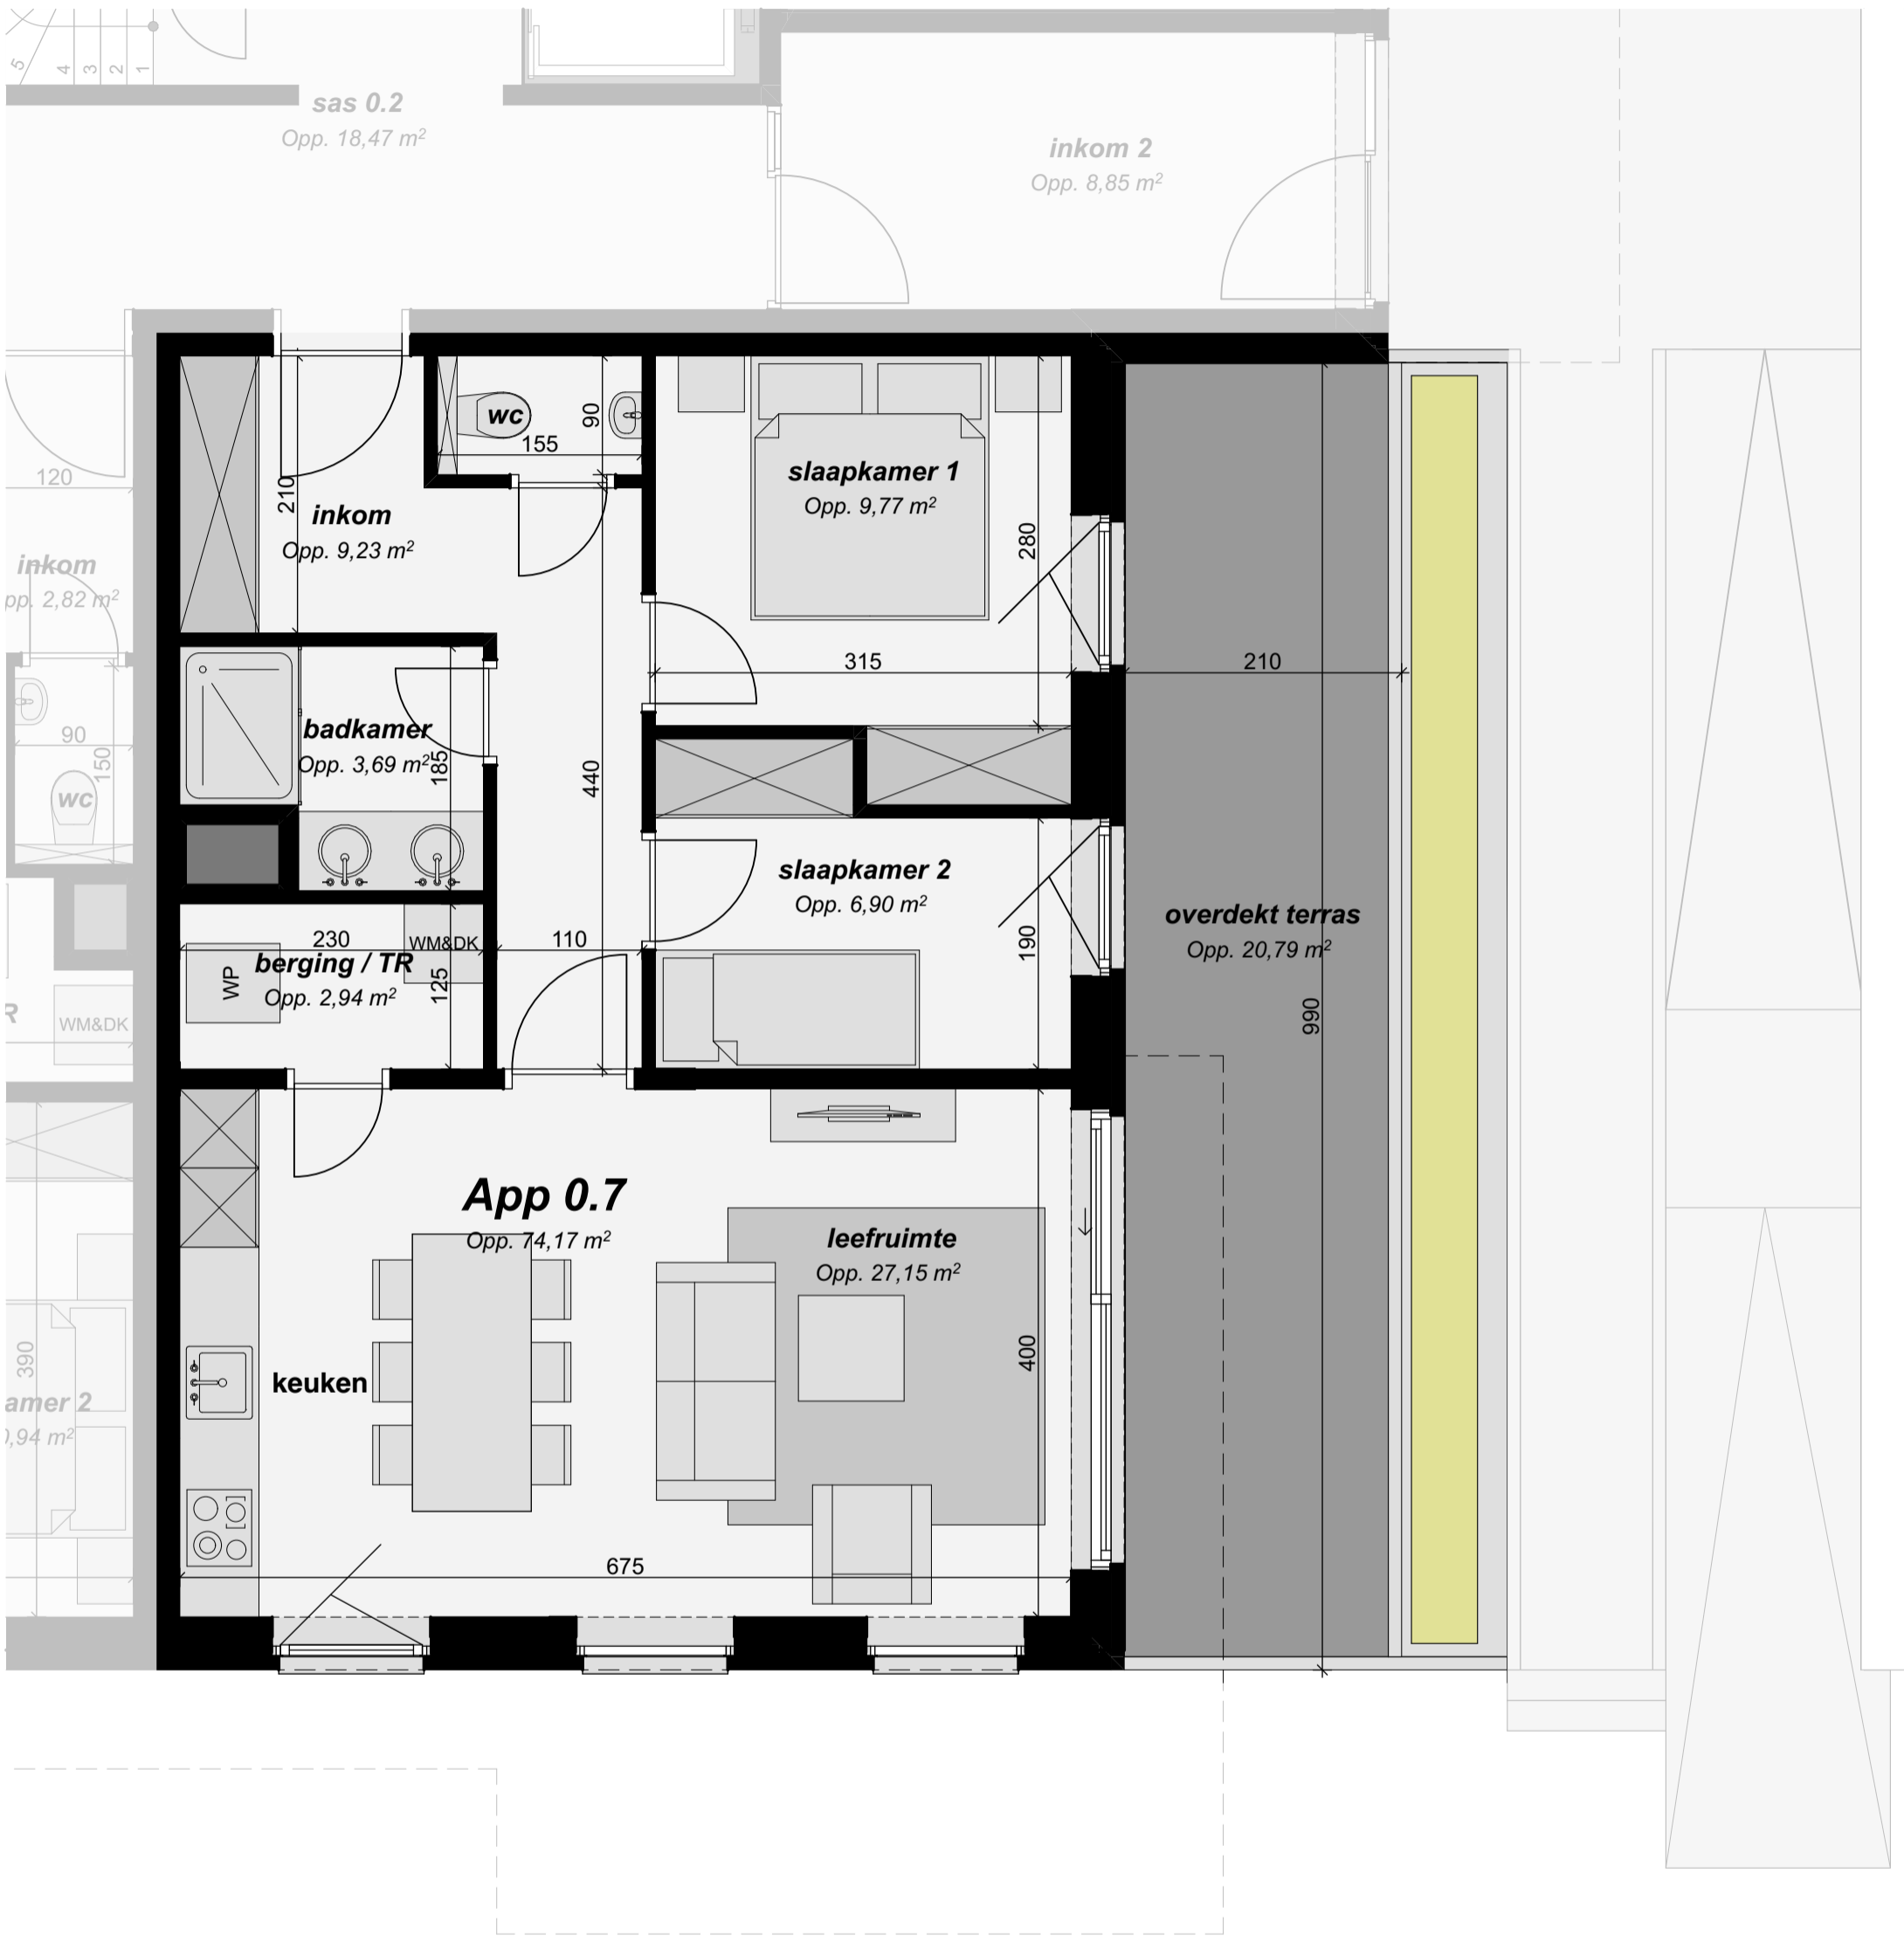 5
4
3
2
1
sas 0.2
Opp. 18,47 m²
inkom 2
Opp. 8,85 m²
wc
90
155
slaapkamer 1
Opp. 9,77 m²
120
210
inkom
Opp. 9,23 m²
280
inkom
Opp. 2,82 m²
315
210
badkamer
Opp. 3,69 m²
185
90
150
wc
440
slaapkamer 2
Opp. 6,90 m²
overdekt terras
Opp. 20,79 m²
230
WM&DK
110
190
berging / TR
Opp. 2,94 m²
WP
125
990
WM&DK
App 0.7
Opp. 74,17 m²
leefruimte
Opp. 27,15 m²
400
390
keuken
amer 2
,94 m²
675